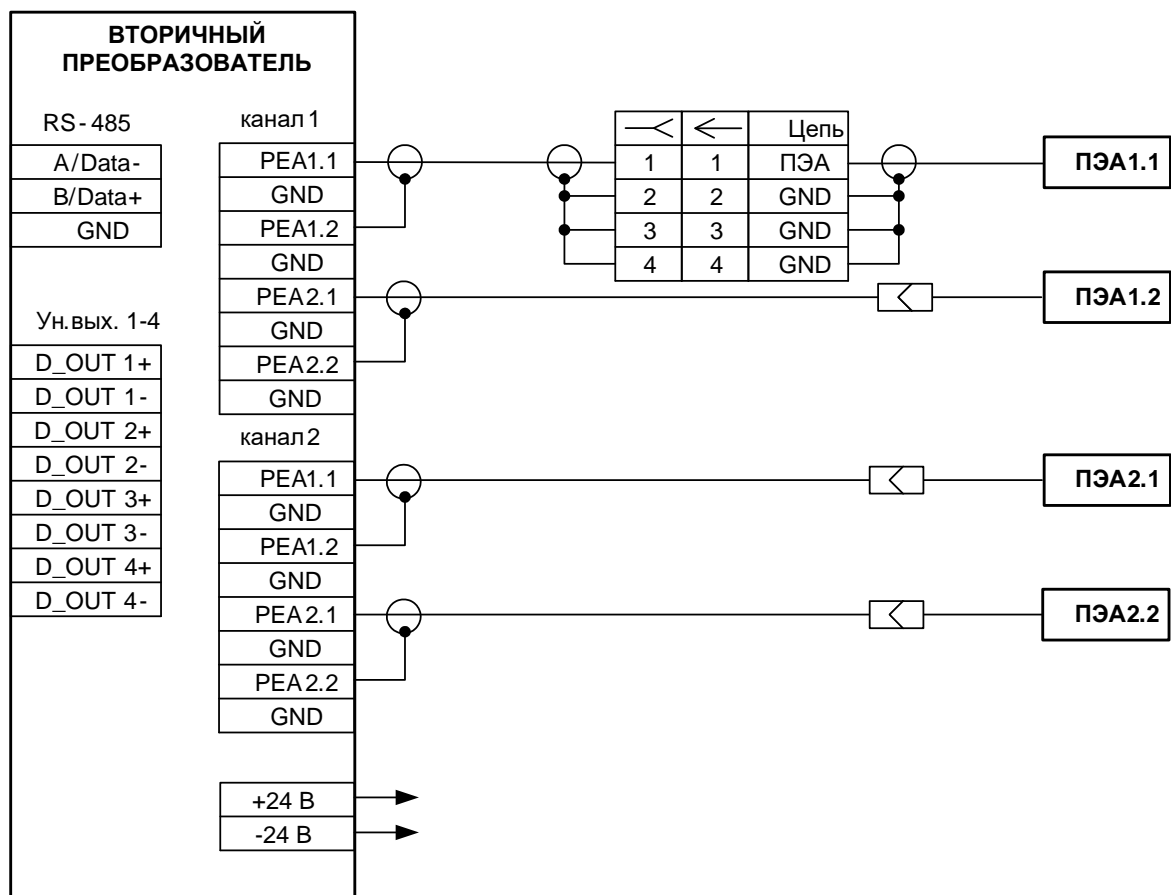 ВТОРИЧНЫЙ
ПРЕОБРАЗОВАТЕЛЬ
RS-485
A/Data-
B/Data+
GND
Ун.вых. 1-4
D_OUT 1+
D_OUT 1-
D_OUT 2+
D_OUT 2-
D_OUT 3+
D_OUT 3-
D_OUT 4+
D_OUT 4-
канал 1
PEA1.1
GND
PEA1.2
GND
PEA2.1
GND
PEA2.2
GND
канал 2
PEA1.1
GND
PEA1.2
GND
PEA2.1
GND
PEA2.2
GND
+24 В
-24 В
Цепь
1 1 ПЭА
2 2 GND
3 3 GND
4 4 GND
ПЭА1.1
ПЭА1.2
ПЭА2.1
ПЭА2.2